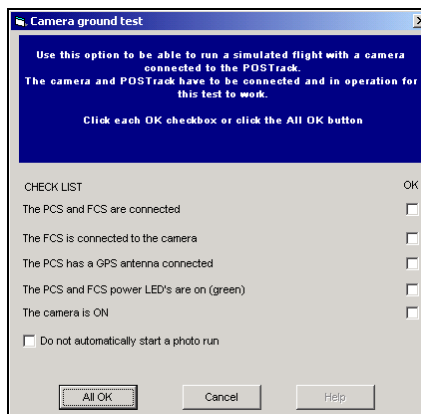 Camera ground test
Use this option to be able to run a simulated flight with a camera
connected to the POSTrack.
The camera and POSTrack have to be connected and in operation for
this test to work.
Click each OK checkbox or click the All OK button
CHECK LIST
OK
The PCS and FCS are connected
The FCS is connected to the camera
The PCS has a GPS antenna connected
The PCS and FCS power LED's are on (green)
The camera is ON
Do not automatically start a photo run
All OK
Cancel
Help